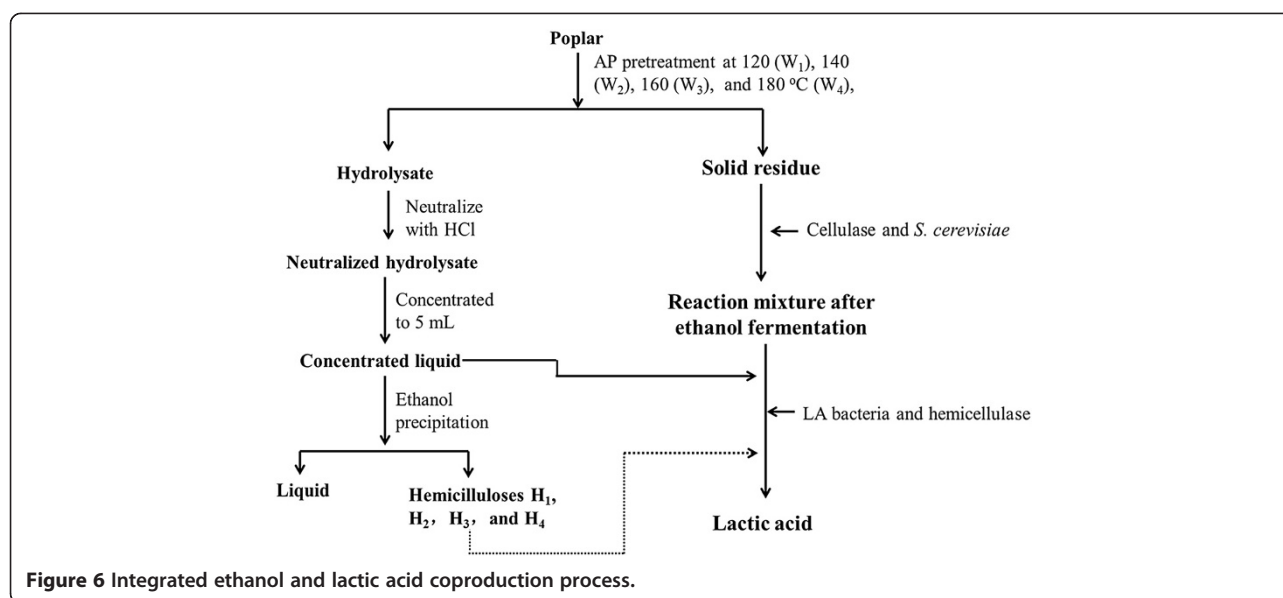 Poplar
AP pretreatment at 120 (W₁), 140
(W₂), 160 (W₃), and 180 ºC (W₄),
Hydrolysate
Solid residue
Neutralize
with HCl
Cellulase and S. cerevisiae
Neutralized hydrolysate
Concentrated
to 5 mL
Reaction mixture after
ethanol fermentation
Concentrated liquid
Ethanol
precipitation
LA bacteria and hemicellulase
Liquid
Hemicilluloses H₁,
H₂, H₃, and H₄
Lactic acid
Figure 6 Integrated ethanol and lactic acid coproduction process.